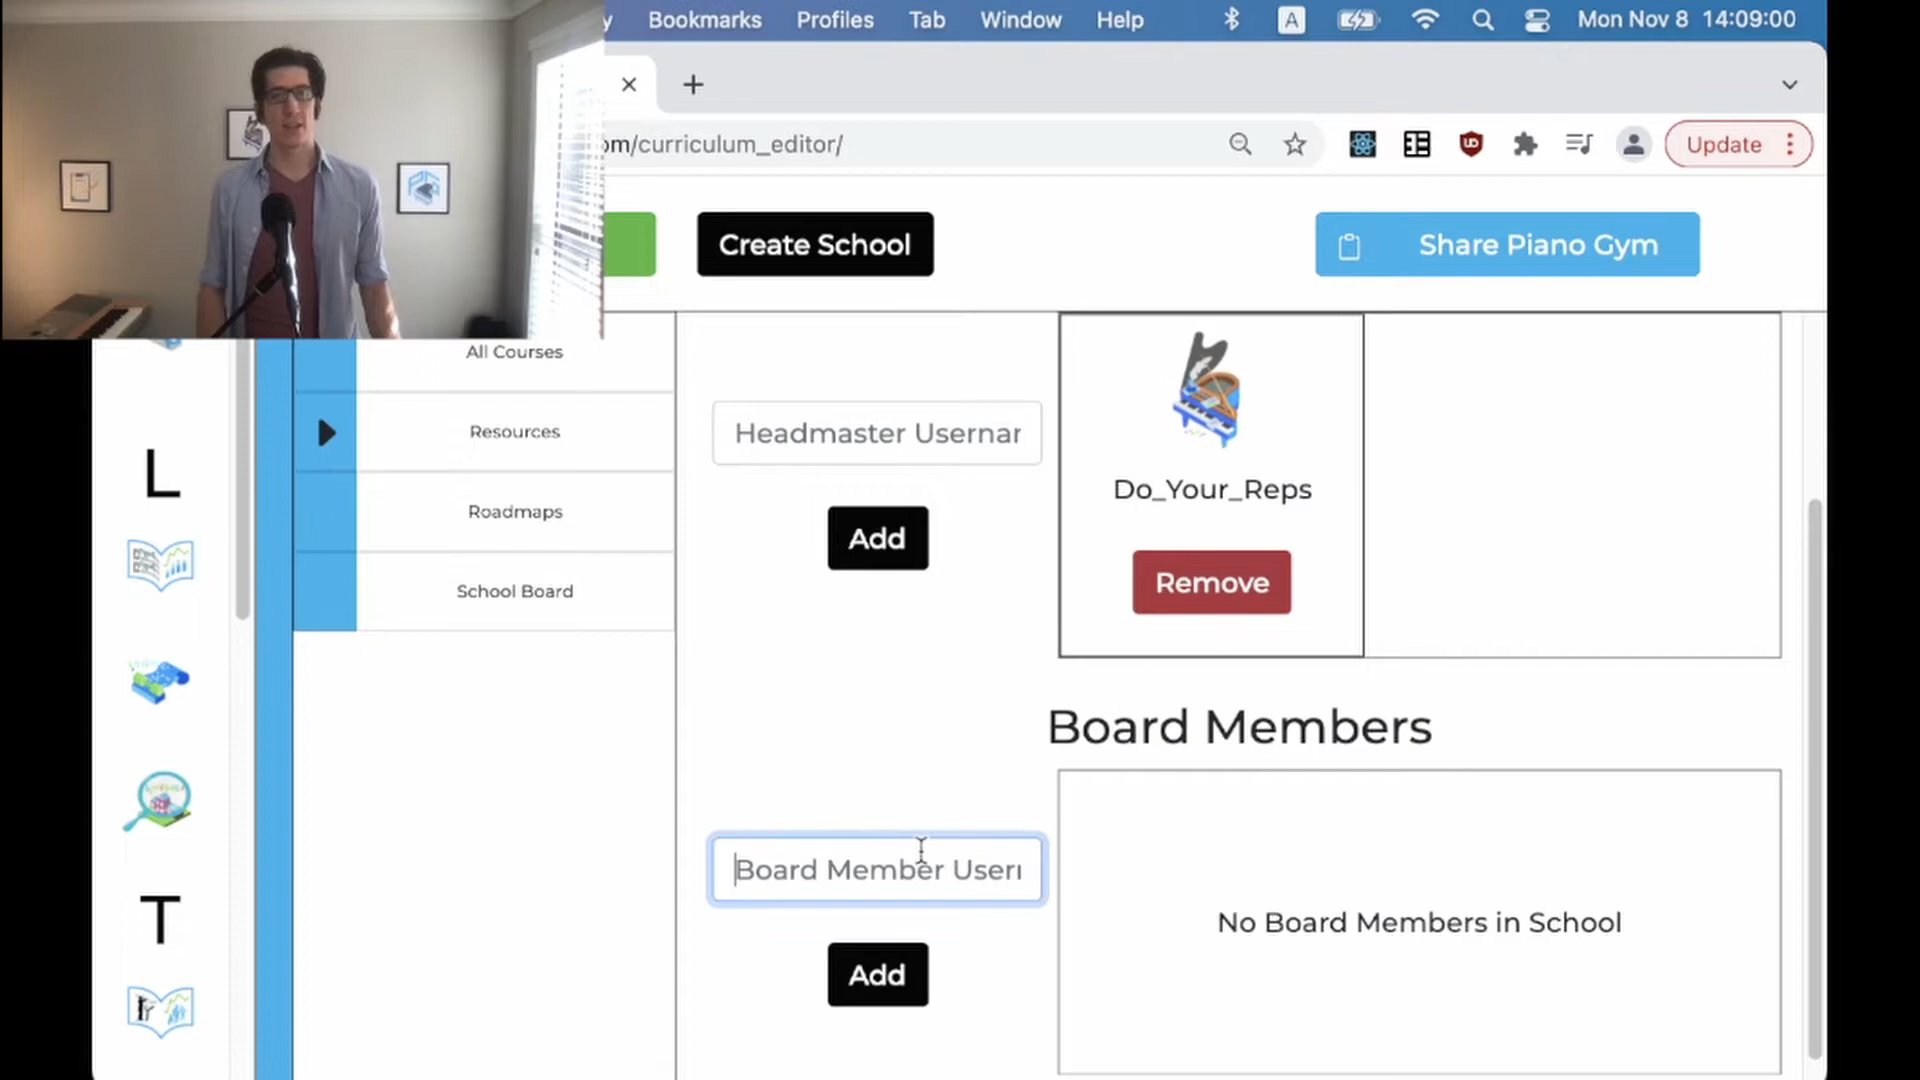 Bookmarks Profiles Tab Window Help A Mon Nov 8 14:09:00
om/curriculum_editor/
Update
Create School
Share Piano Gym
All Courses
Resources
Roadmaps
School Board
L
T
Headmaster Usernar
Add
Do_Your_Reps
Remove
Board Members
Board Member Usern
Add
No Board Members in School